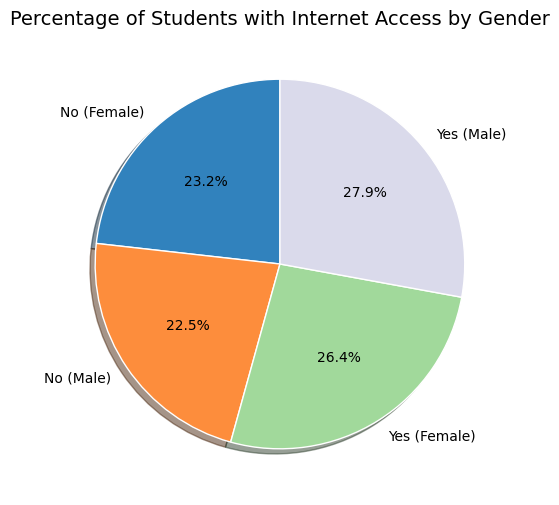 Percentage of Students with Internet Access by Gender
No (Female)
Yes (Male)
23.2%
27.9%
22.5%
26.4%
No (Male)
Yes (Female)